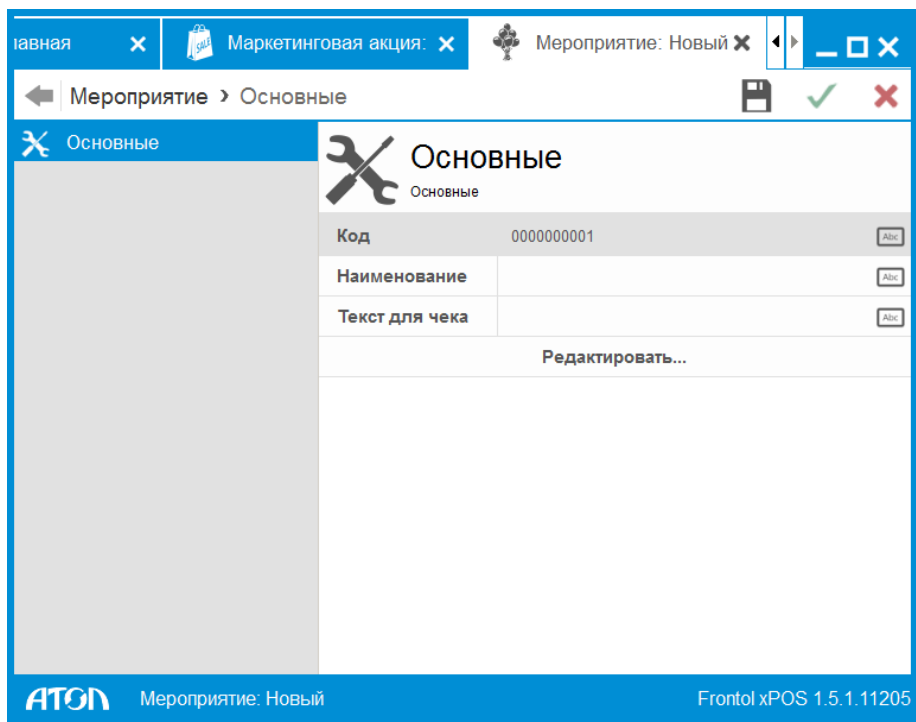 лавная
Маркетинговая акция:
Мероприятие: Новый
Мероприятие › Основные
Основные
Основные
Основные
Код 0000000001 Abc
Наименование Abc
Текст для чека Abc
Редактировать...
АТОЛ Мероприятие: Новый Frontol xPOS 1.5.1.11205